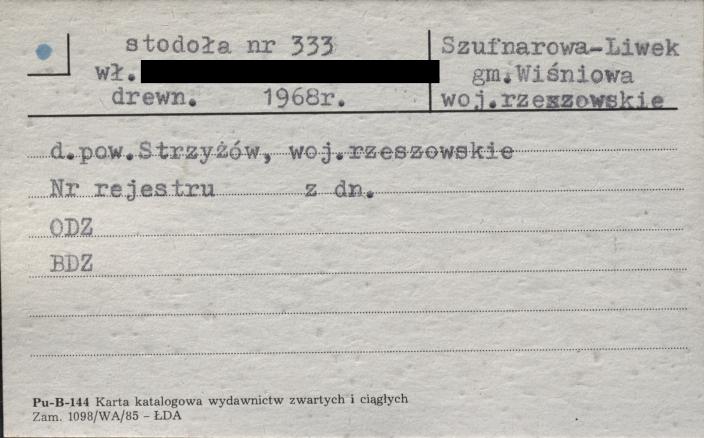 stodoła nr 333
wł.
drewn. 1968r.
Szufnarowa-Liwek
gm.Wiśniowa
woj.rzeszowskie
d.pow.Strzyżów, woj.rzeszowskie
Nr rejestru z dn.
ODZ
BDZ
Pu-B-144 Karta katalogowa wydawnictw zwartych i ciągłych
Zam. 1098/WA/85 – ŁDA